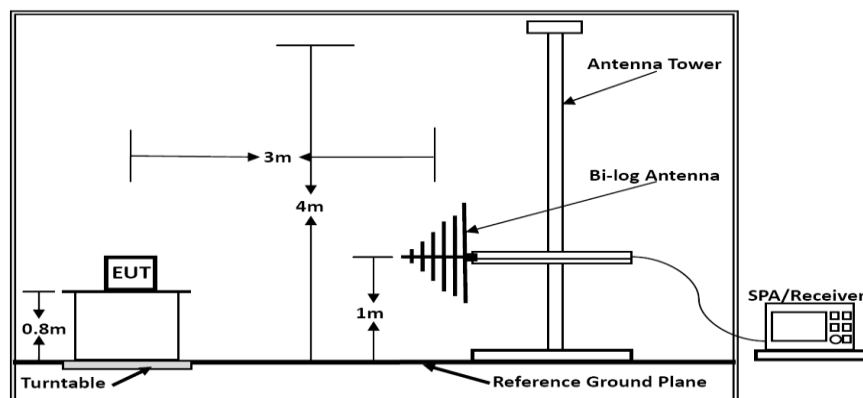 Antenna Tower
3m
Bi-log Antenna
4m
EUT
SPA/Receiver
0.8m
1m
Turntable
Reference Ground Plane